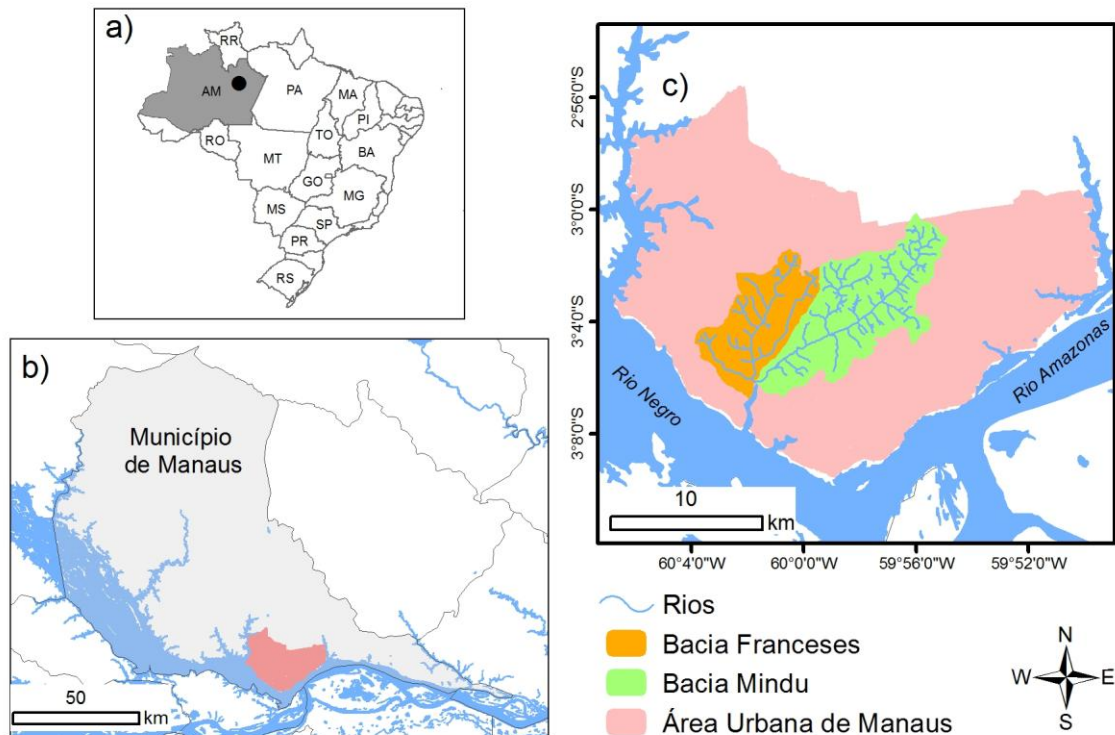 a)
RR
AM
PA
MA
PI
RO
TO
BA
MT
GO
MG
MS
SP
PR
RS
b)
Município
de Manaus
50
km
c)
2°56'0"S
3°0'0"S
3°4'0"S
3°8'0"S
Rio Negro
Rio Amazonas
10
km
60°4'0"W
60°0'0"W
59°56'0"W
59°52'0"W
Rios
Bacia Franceses
Bacia Mindu
Área Urbana de Manaus
N
W
E
S